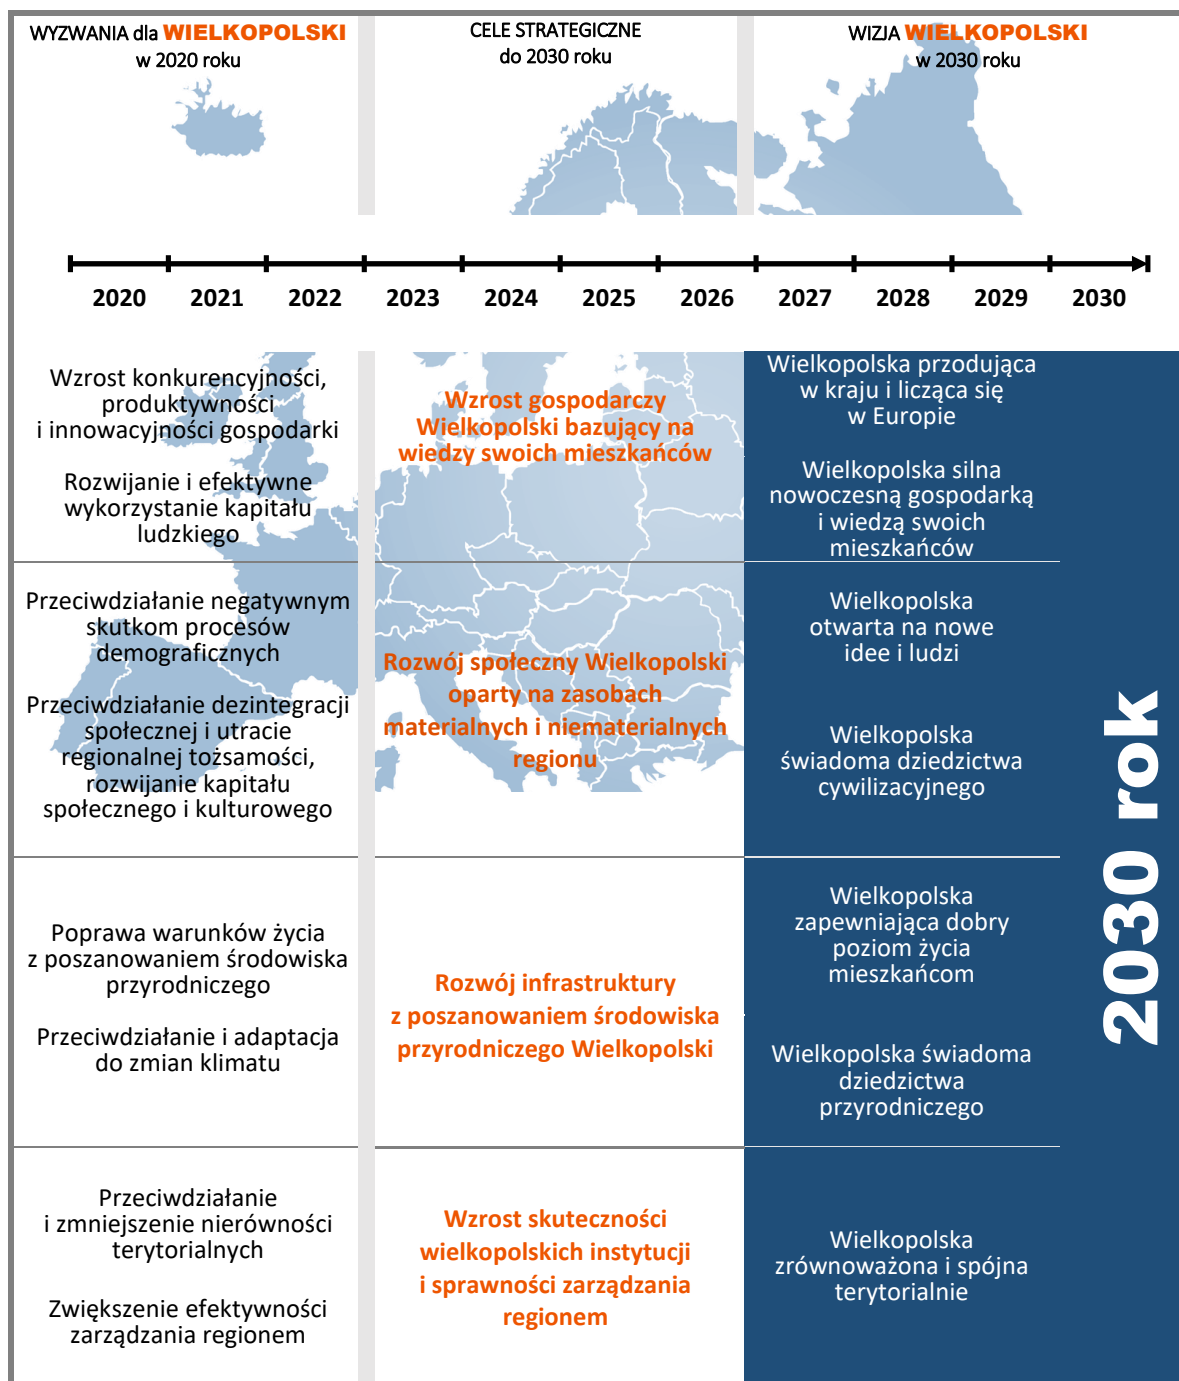 WYZWANIA dla WIELKOPOLSKI
w 2020 roku
CELE STRATEGICZNE
do 2030 roku
WIZJA WIELKOPOLSKI
w 2030 roku
2020 2021 2022 2023 2024 2025 2026 2027 2028 2029 2030
Wzrost konkurencyjności,
produktywności
i innowacyjności gospodarki
Rozwijanie i efektywne
wykorzystanie kapitału
ludzkiego
Wzrost gospodarczy
Wielkopolski bazujący na
wiedzy swoich mieszkańców
Wielkopolska przodująca
w kraju i licząca się
w Europie
Wielkopolska silna
nowoczesną gospodarką
i wiedzą swoich
mieszkańców
Przeciwdziałanie negatywnym
skutkom procesów
demograficznych
Przeciwdziałanie dezintegracji
społecznej i utracie
regionalnej tożsamości,
rozwijanie kapitału
społecznego i kulturowego
Rozwój społeczny Wielkopolski
oparty na zasobach
materialnych i niematerialnych
regionu
Wielkopolska
otwarta na nowe
idee i ludzi
Wielkopolska
świadoma dziedzictwa
cywilizacyjnego
Poprawa warunków życia
z poszanowaniem środowiska
przyrodniczego
Przeciwdziałanie i adaptacja
do zmian klimatu
Rozwój infrastruktury
z poszanowaniem środowiska
przyrodniczego Wielkopolski
Wielkopolska
zapewniająca dobry
poziom życia
mieszkańcom
Wielkopolska świadoma
dziedzictwa
przyrodniczego
Przeciwdziałanie
i zmniejszenie nierówności
terytorialnych
Zwiększenie efektywności
zarządzania regionem
Wzrost skuteczności
wielkopolskich instytucji
i sprawności zarządzania
regionem
Wielkopolska
zrównoważona i spójna
terytorialnie
2030 rok